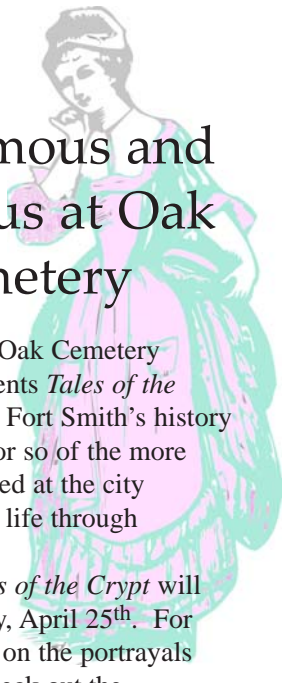 mous and
us at Oak
netery
Oak Cemetery
ents Tales of the
Fort Smith's history
or so of the more
ed at the city
life through
s of the Crypt will
y, April 25th. For
on the portrayals